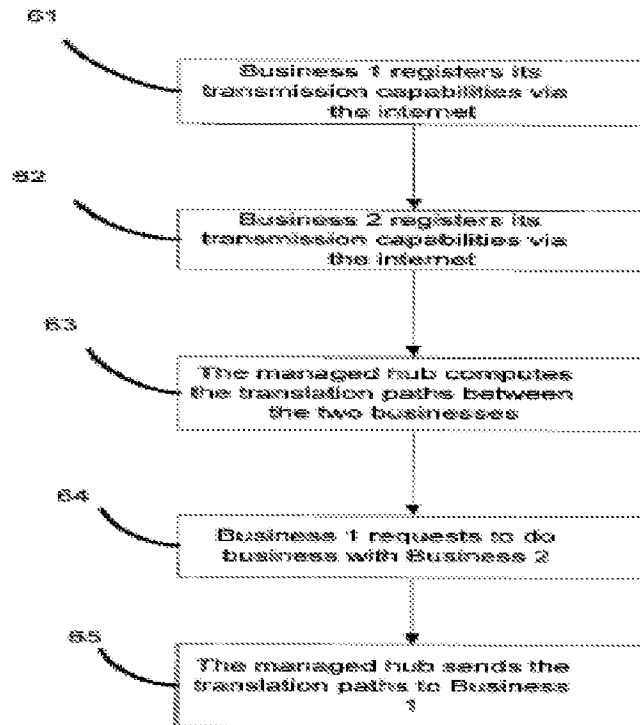 61
Business 1 registers its
transmission capabilities via
the internet
62
Business 2 registers its
transmission capabilities via
the internet
63
The managed hub computes
the translation paths between
the two businesses
64
Business 1 requests to do
business with Business 2
65
The managed hub sends the
translation paths to Business
1